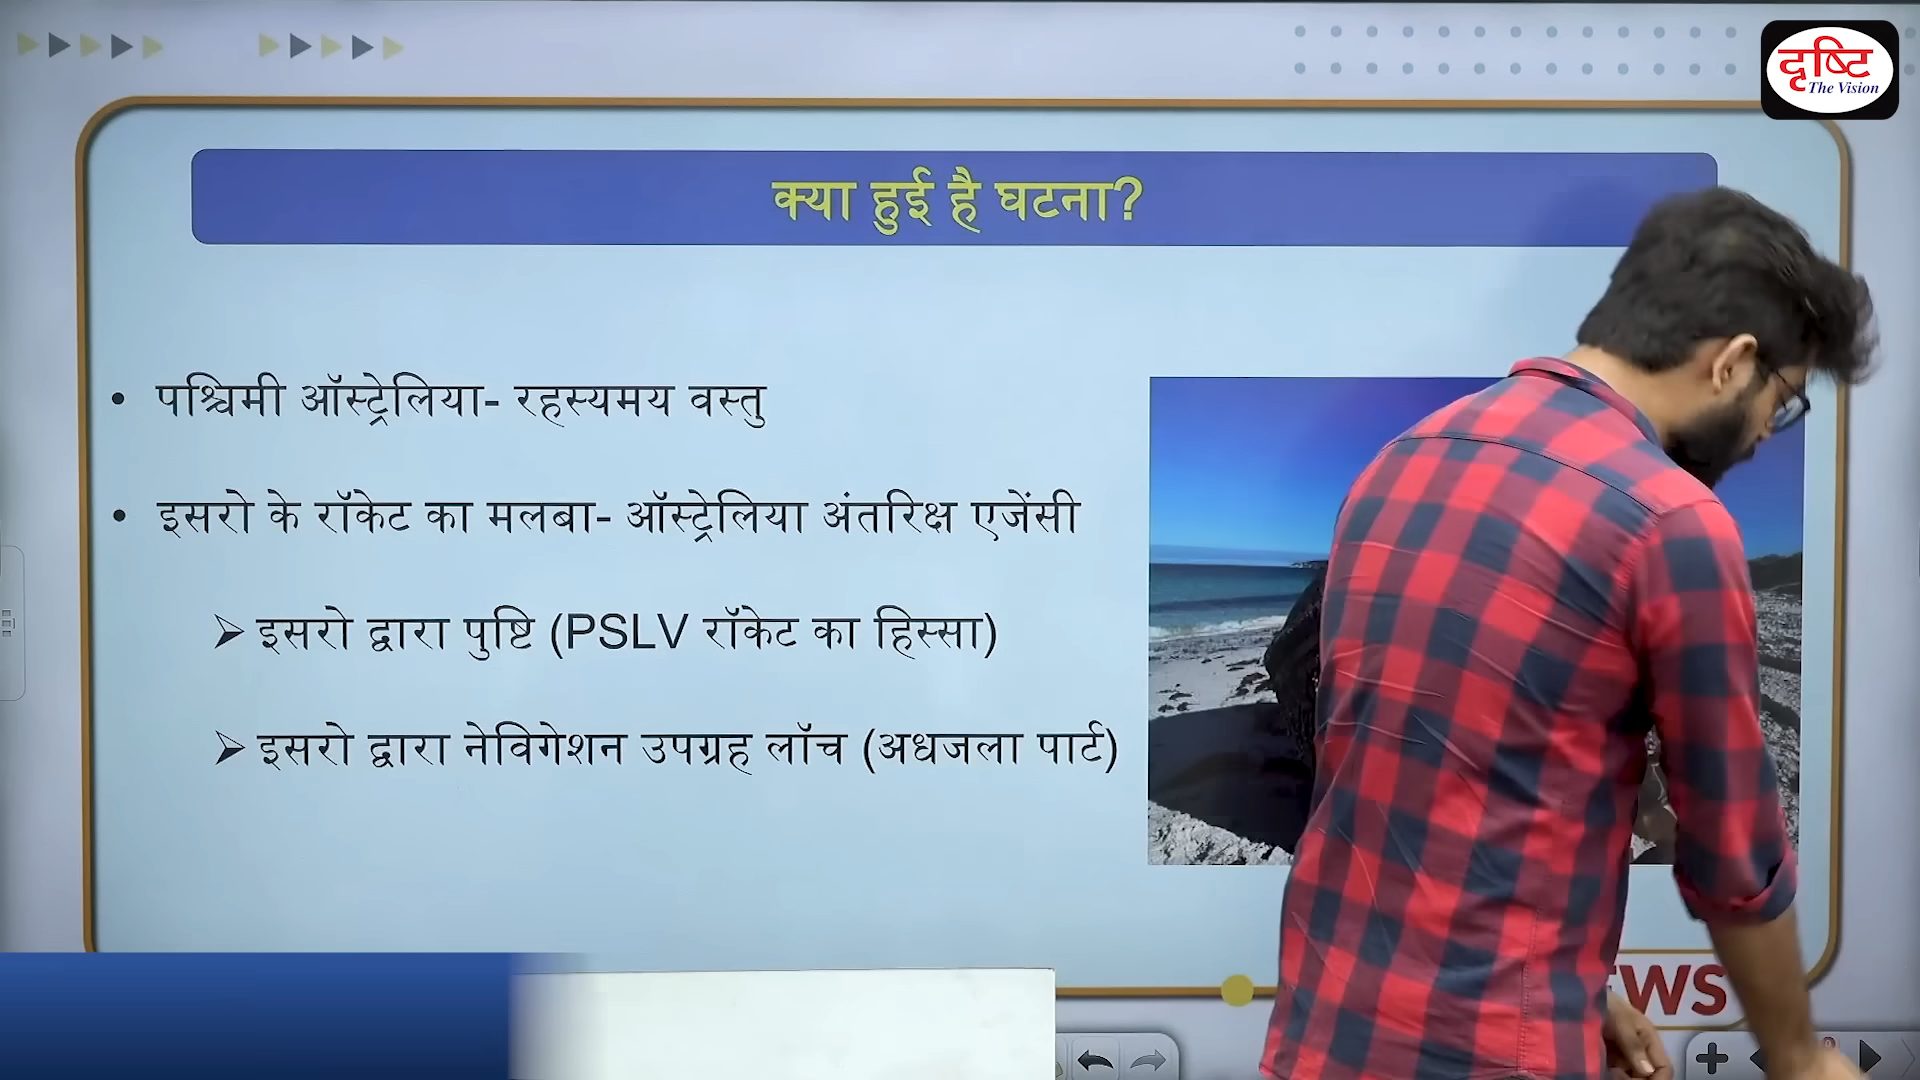 दृष्टि
The Vision
क्या हुई है घटना?
• पश्चिमी ऑस्ट्रेलिया- रहस्यमय वस्तु
• इसरो के रॉकेट का मलबा- ऑस्ट्रेलिया अंतरिक्ष एजेंसी
➢ इसरो द्वारा पुष्टि (PSLV रॉकेट का हिस्सा)
➢ इसरो द्वारा नेविगेशन उपग्रह लॉच (अधजला पार्ट)